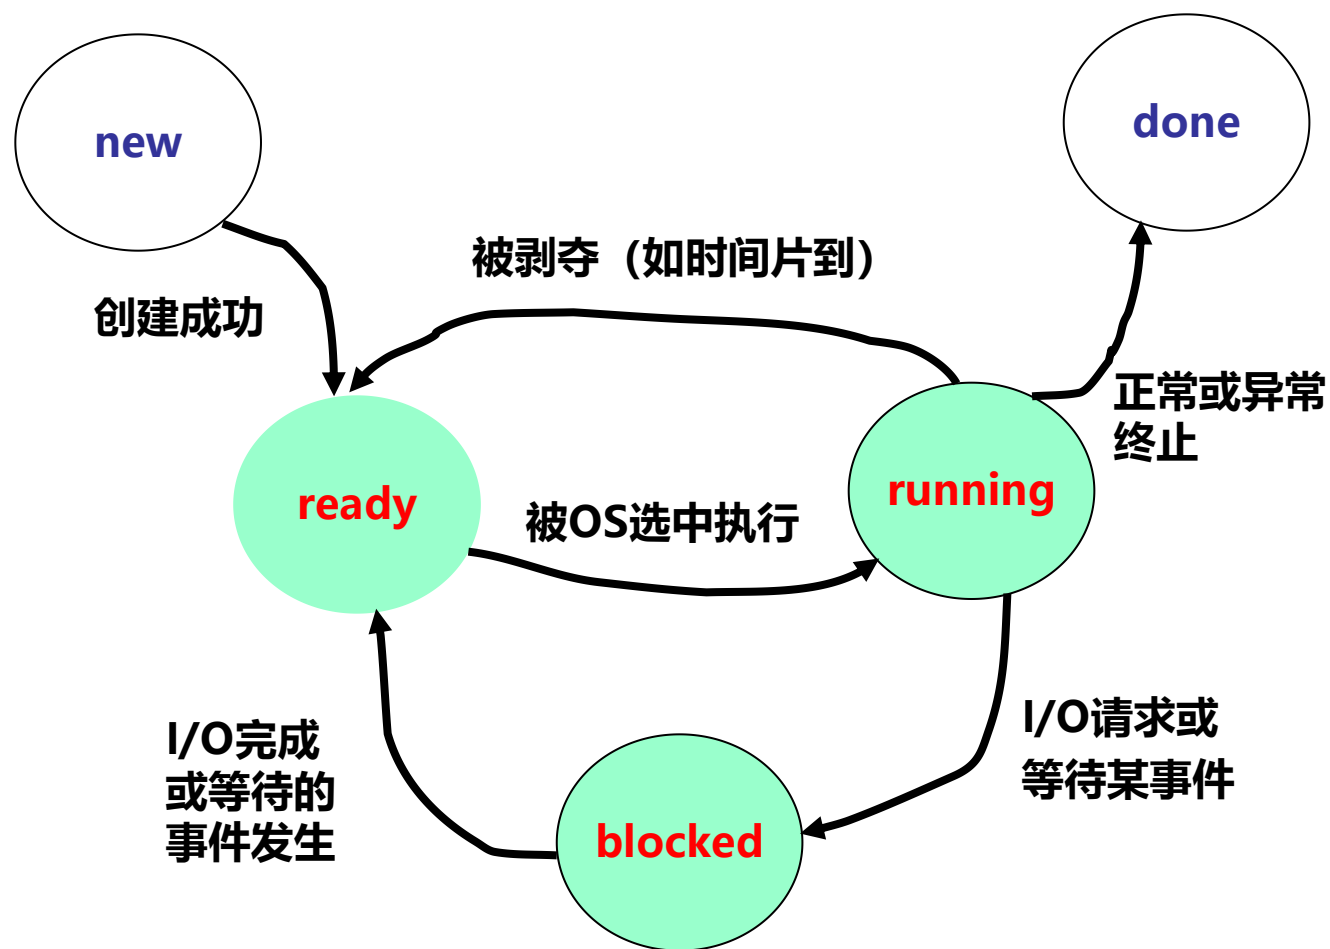 new
done
被剥夺（如时间片到）
创建成功
正常或异常
终止
ready
running
被OS选中执行
I/O完成
或等待的
事件发生
I/O请求或
等待某事件
blocked